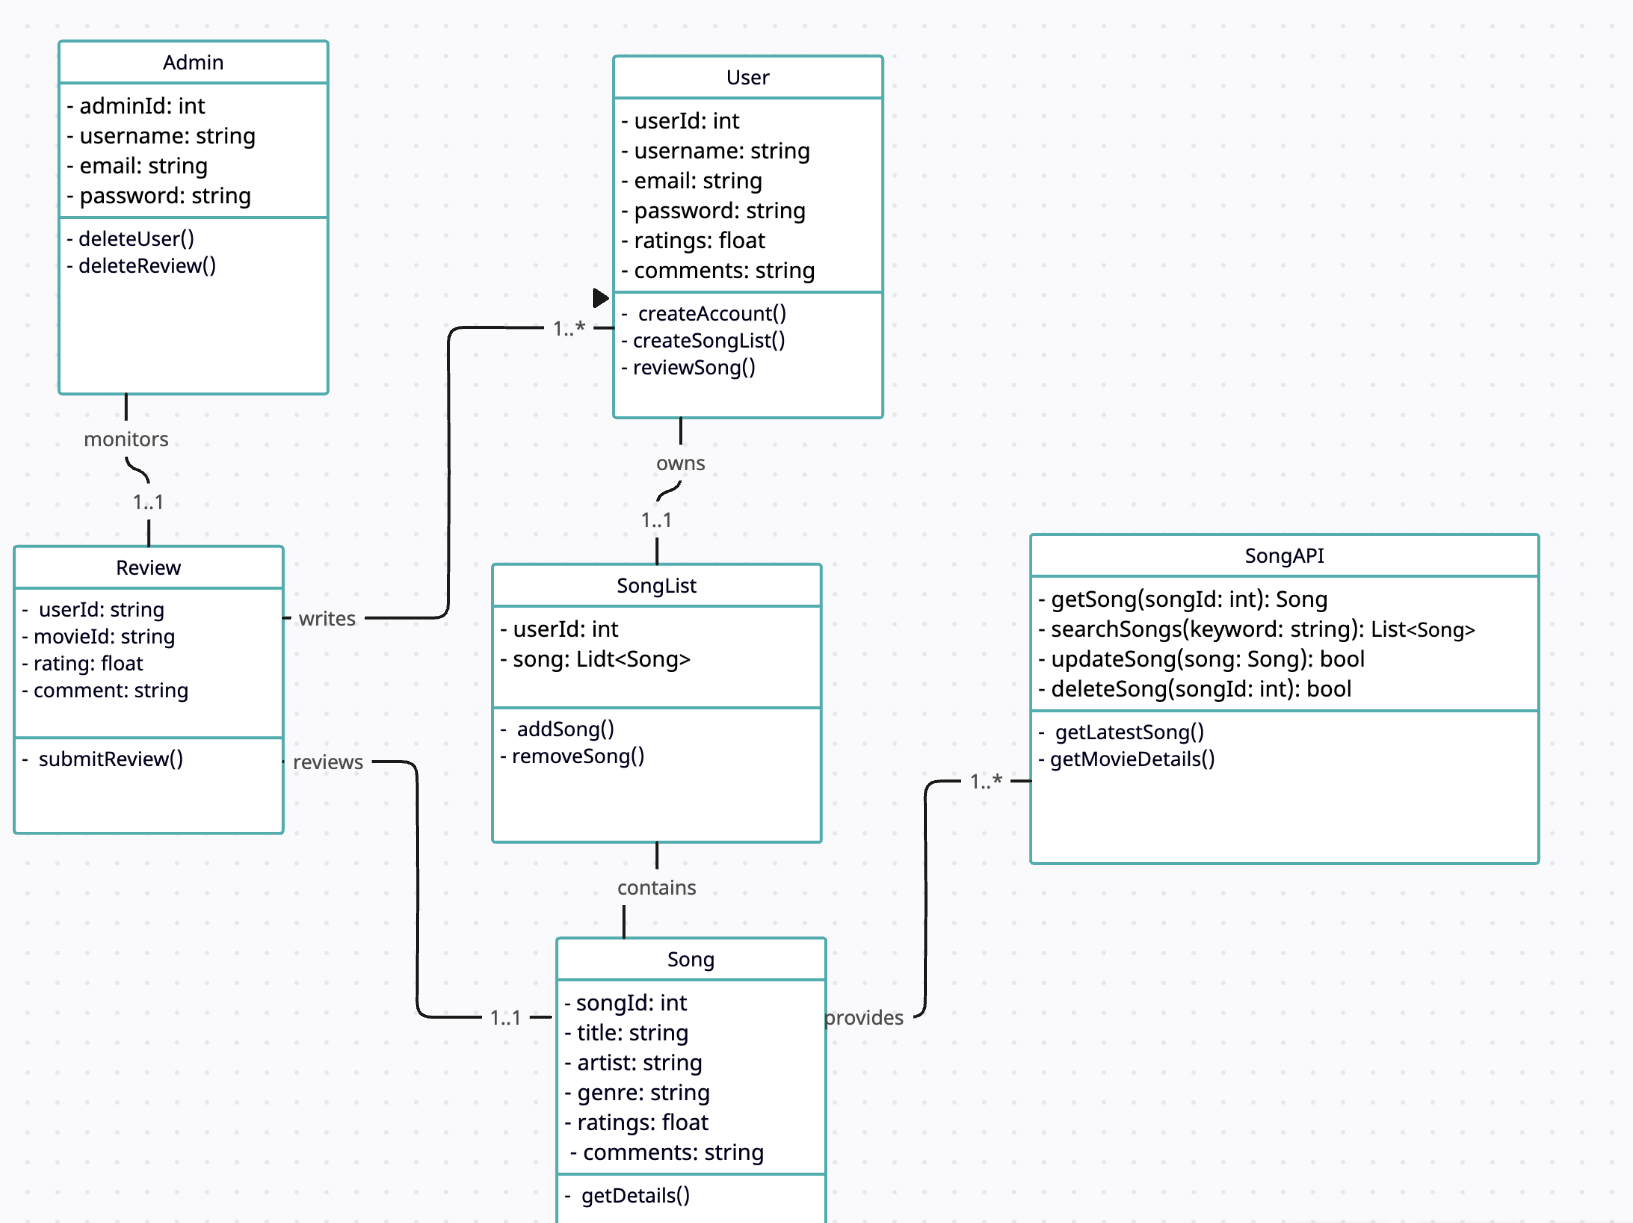 Admin
- adminId: int
- username: string
- email: string
- password: string
- deleteUser()
- deleteReview()
User
- userId: int
- username: string
- email: string
- password: string
- ratings: float
- comments: string
- createAccount()
- createSongList()
- reviewSong()
1..*
monitors
1..1
owns
1..1
Review
- userId: string
- movieId: string
- rating: float
- comment: string
- submitReview()
writes
reviews
SongList
- userId: int
- song: Lidt<Song>
- addSong()
- removeSong()
SongAPI
- getSong(songId: int): Song
- searchSongs(keyword: string): List<Song>
- updateSong(song: Song): bool
- deleteSong(songId: int): bool
- getLatestSong()
- getMovieDetails()
1..*
contains
1..1
provides
Song
- songId: int
- title: string
- artist: string
- genre: string
- ratings: float
- comments: string
- getDetails()